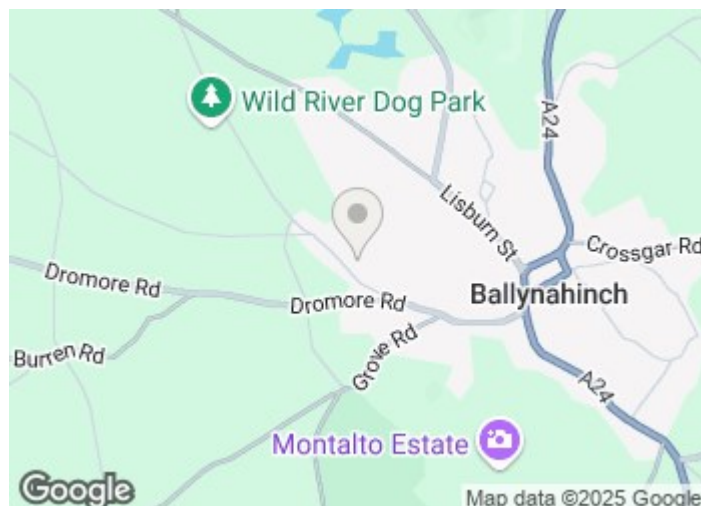 Wild River Dog Park
A24
Lisburn St
Crossgar Rd
Ballynahinch
Dromore Rd
Dromore Rd
Burren Rd
Grove Rd
A24
Montalto Estate
Google
Map data ©2025 Google